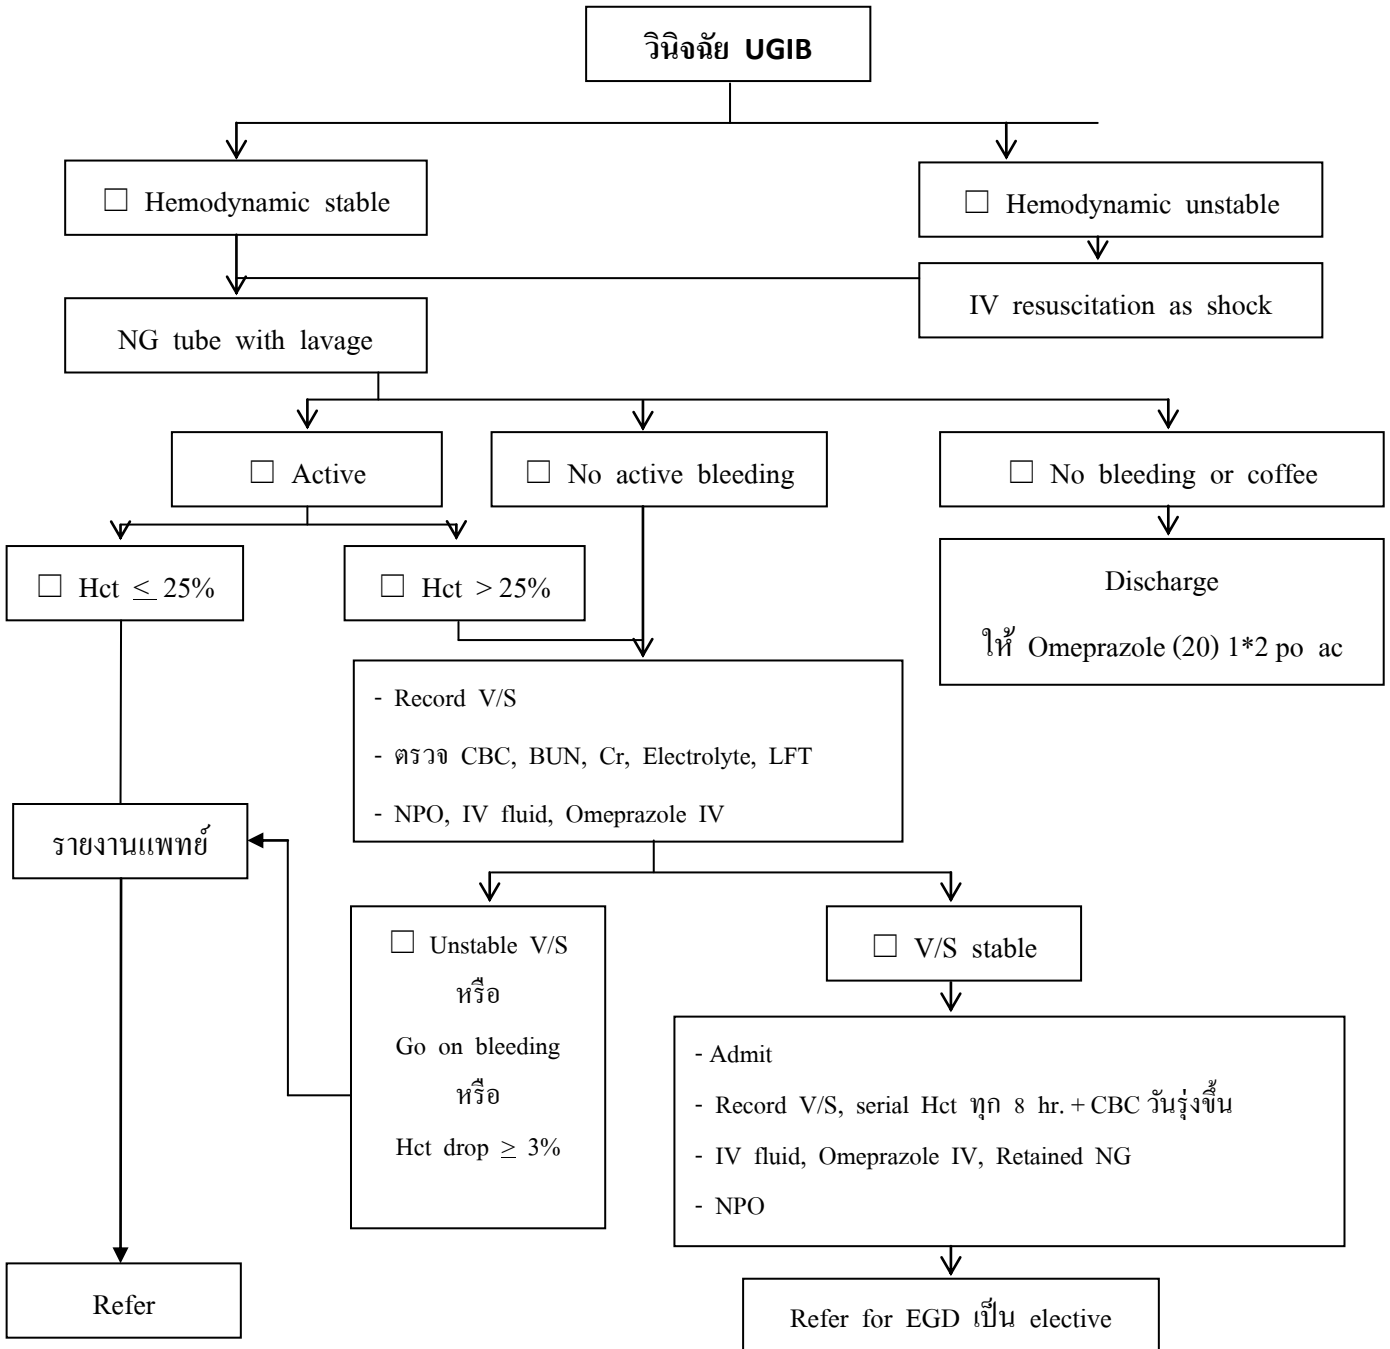 วินิจฉัย UGIB
☐ Hemodynamic stable
☐ Hemodynamic unstable
IV resuscitation as shock
NG tube with lavage
☐ Active
☐ No active bleeding
☐ No bleeding or coffee
☐ Hct ≤ 25%
☐ Hct > 25%
Discharge
ให้ Omeprazole (20) 1*2 po ac
- Record V/S
- ตรวจ CBC, BUN, Cr, Electrolyte, LFT
- NPO, IV fluid, Omeprazole IV
รายงานแพทย์
☐ Unstable V/S
หรือ
Go on bleeding
หรือ
Hct drop ≥ 3%
☐ V/S stable
- Admit
- Record V/S, serial Hct ทุก 8 hr. + CBC วันรุ่งขึ้น
- IV fluid, Omeprazole IV, Retained NG
- NPO
Refer
Refer for EGD เป็น elective